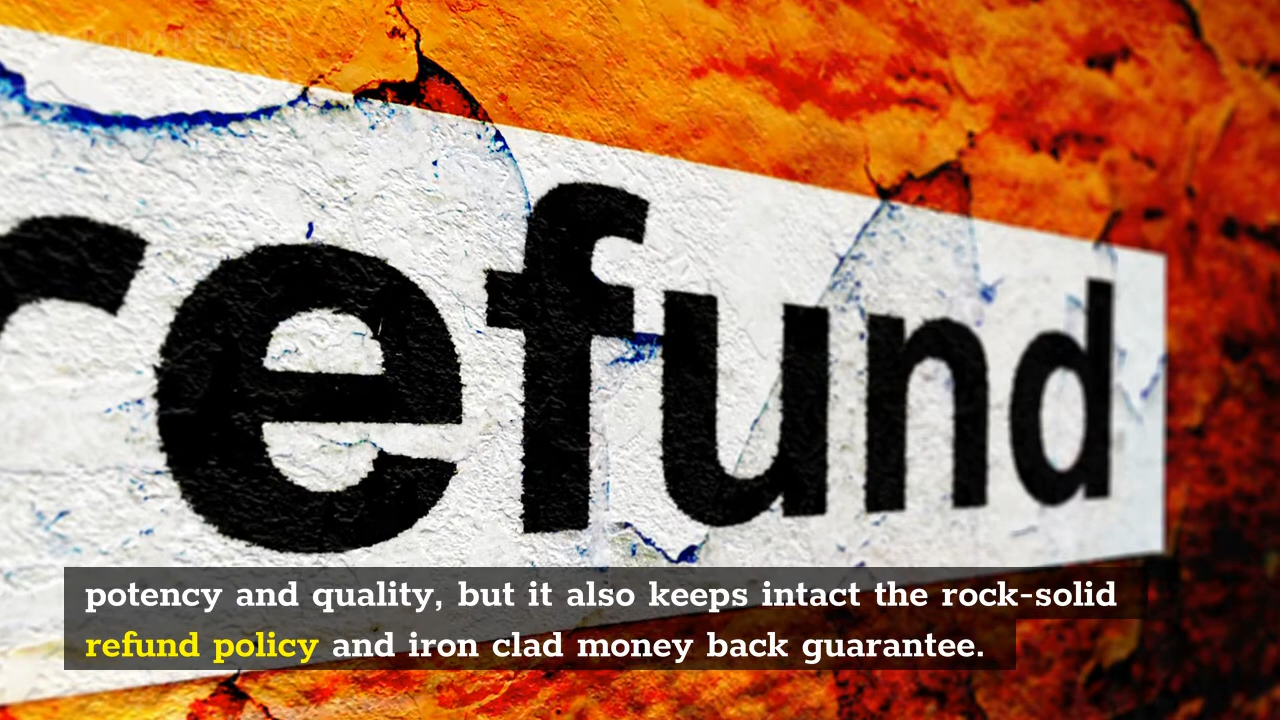 refund
potency and quality, but it also keeps intact the rock-solid
refund policy and iron clad money back guarantee.